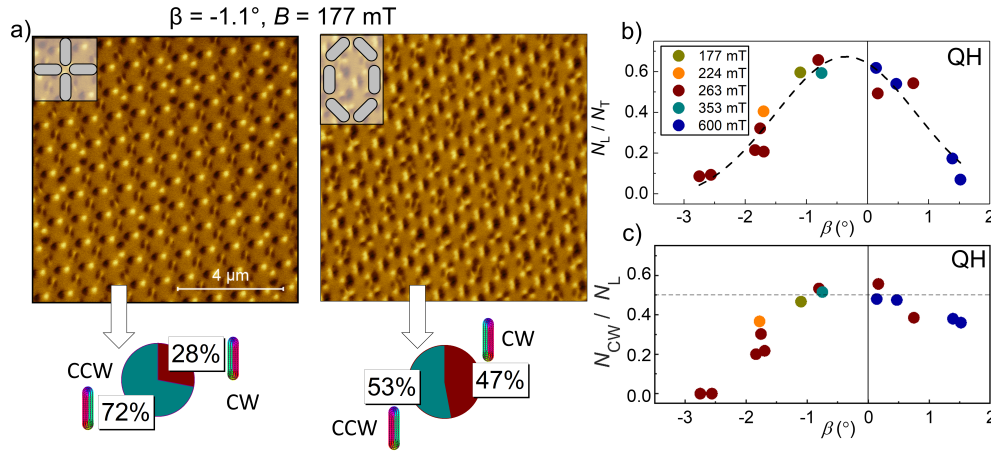 β = -1.1°, B = 177 mT
a)
4 μm
CCW
28%
72%
CW
CW
53%
47%
CCW
b)
QH
177 mT
224 mT
263 mT
353 mT
600 mT
N_L / N_T
0.6
0.4
0.2
0.0
-3 -2 -1 0 1 2
β (°)
c)
QH
N_CW / N_L
0.6
0.4
0.2
0.0
-3 -2 -1 0 1 2
β (°)